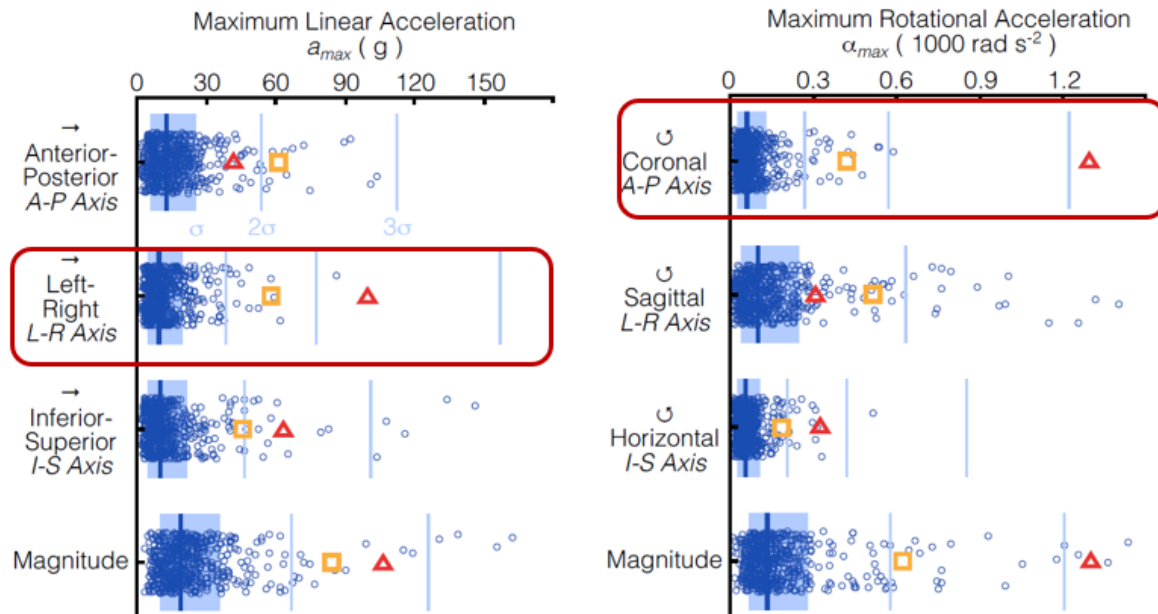 Maximum Linear Acceleration
a_max ( g )
0 30 60 90 120 150
→
Anterior-
Posterior
A-P Axis
σ 2σ 3σ
→
Left-
Right
L-R Axis
→
Inferior-
Superior
I-S Axis
Magnitude
Maximum Rotational Acceleration
α_max ( 1000 rad s⁻² )
0 0.3 0.6 0.9 1.2
Coronal
A-P Axis
Sagittal
L-R Axis
Horizontal
I-S Axis
Magnitude